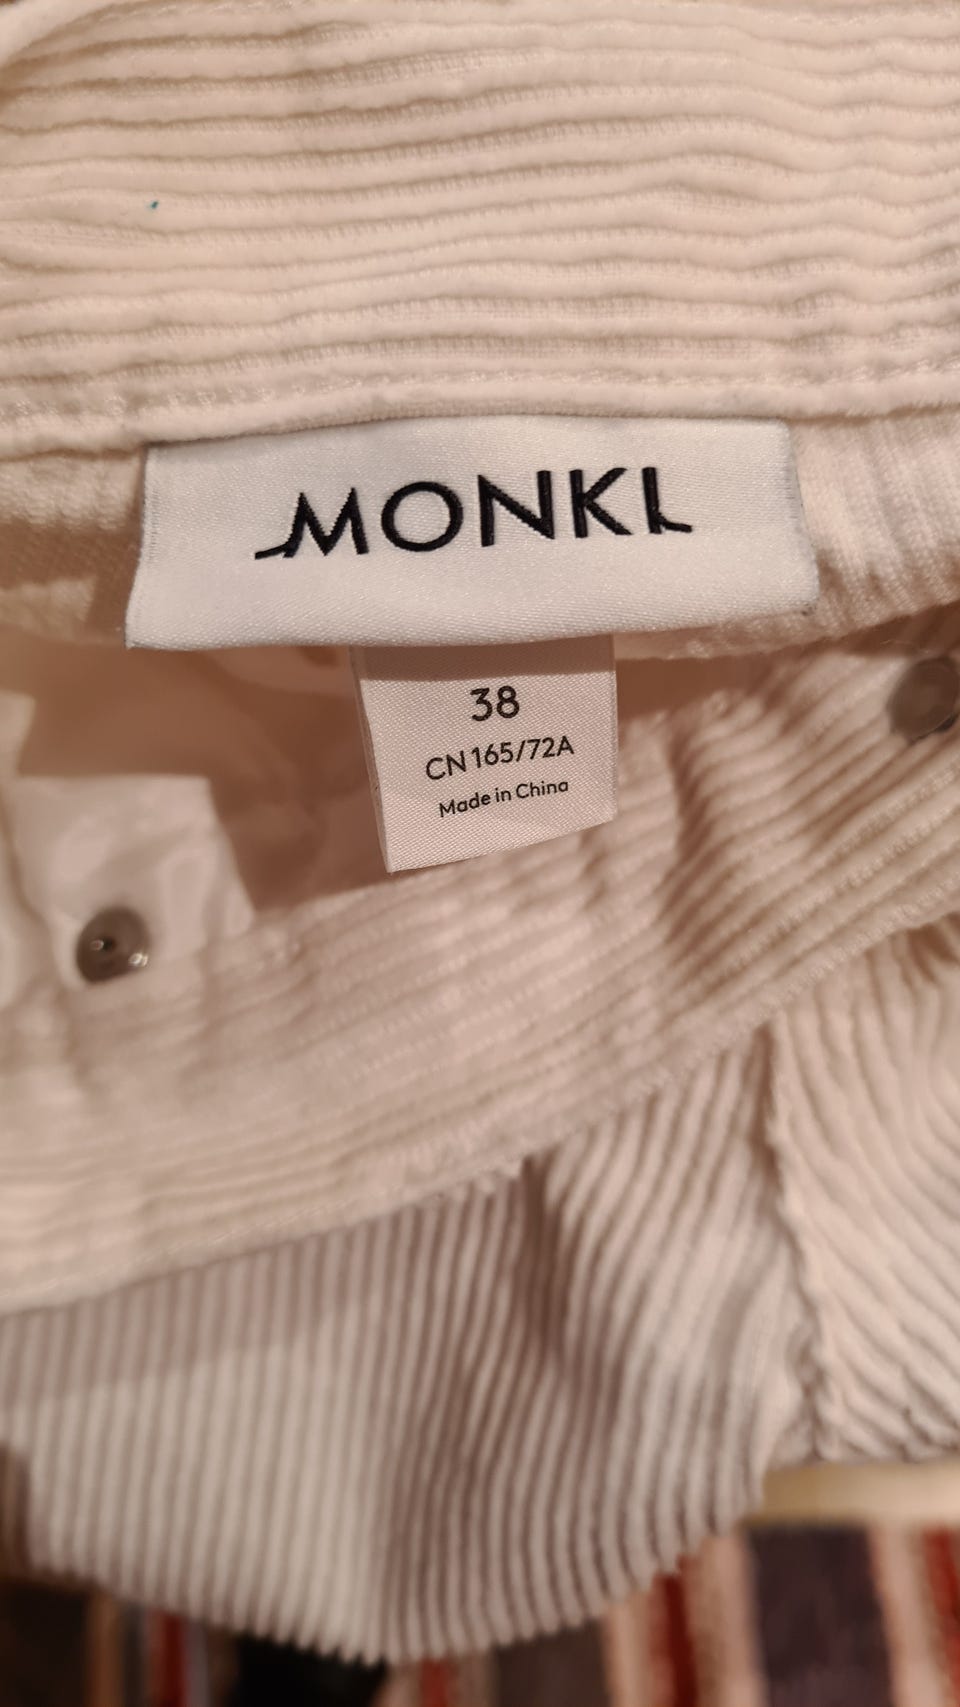 MONKI
38
CN 165/72A
Made in China